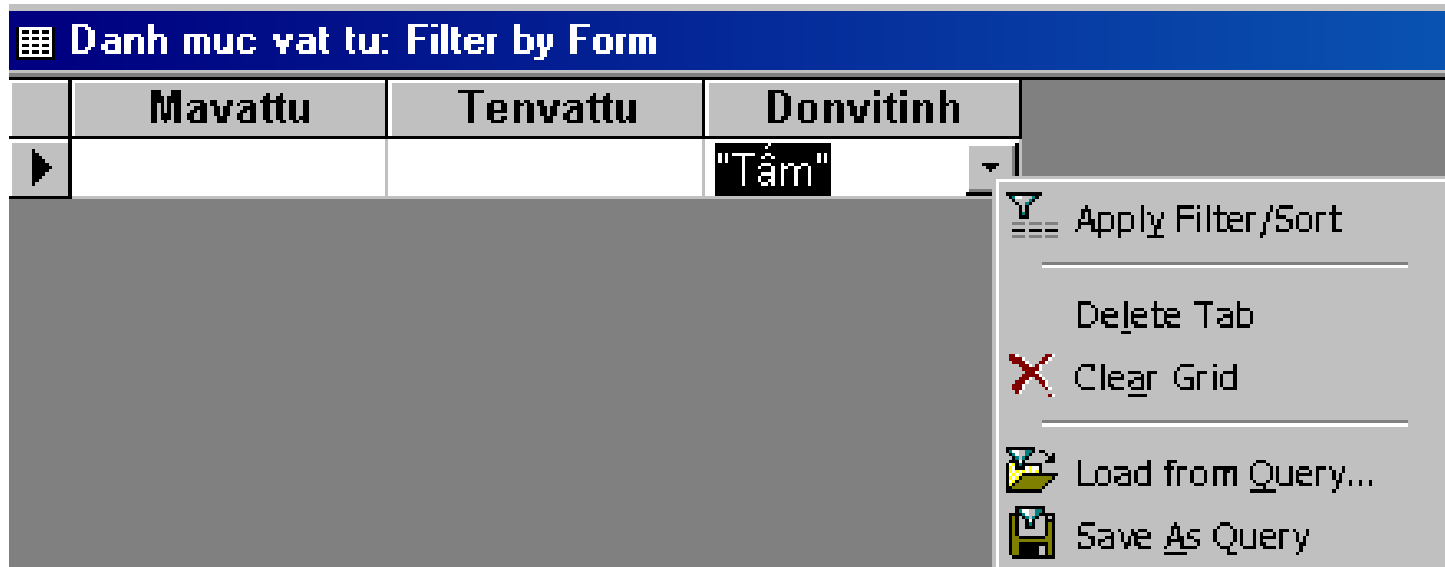 Danh muc vat tu: Filter by Form
Mavattu Tenvattu Donvitinh
"Tấm"
Apply Filter/Sort
Delete Tab
Clear Grid
Load from Query...
Save As Query